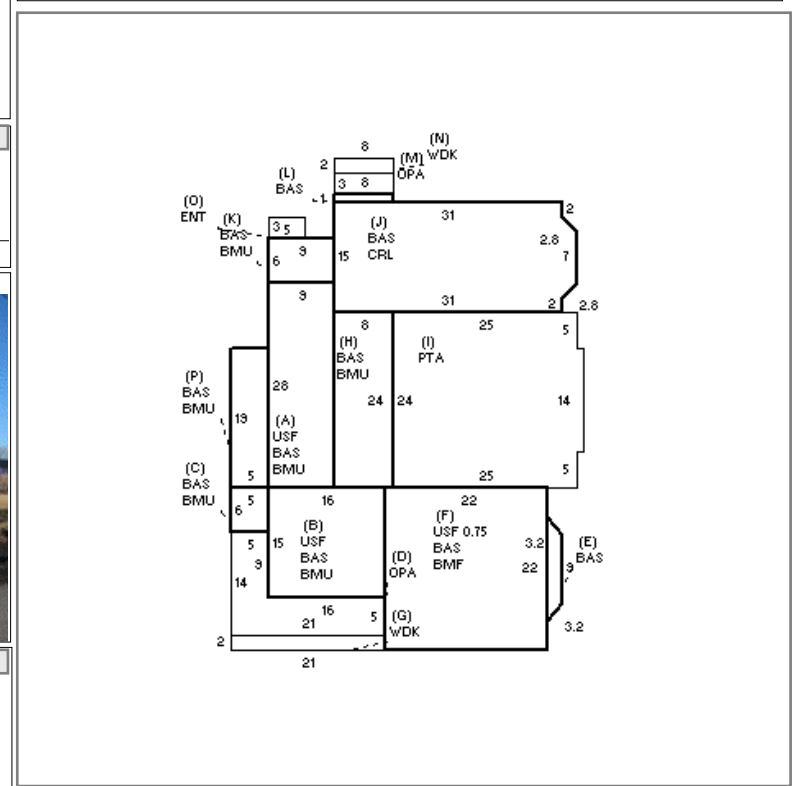 8
(N)
WDK
2
(M)
OPA
(L)
BAS
3 8
1
(O)
ENT
(K)
BAS
BMU
3 5
9
6
31
2
(J)
BAS
CRL
15
2.8
7
31
2
2.8
9
8
25
5
(H)
BAS
BMU
(I)
PTA
(P)
BAS
BMU
28
19
24
24
14
(A)
USF
BAS
BMU
(C)
BAS
BMU
5
25
5
5
6
16
22
(B)
USF
BAS
BMU
15
(F)
USF 0.75
BAS
BMF
3.2
22
(E)
BAS
9
5
9
(D)
OPA
14
16
21
5
(G)
WDK
3.2
2
21